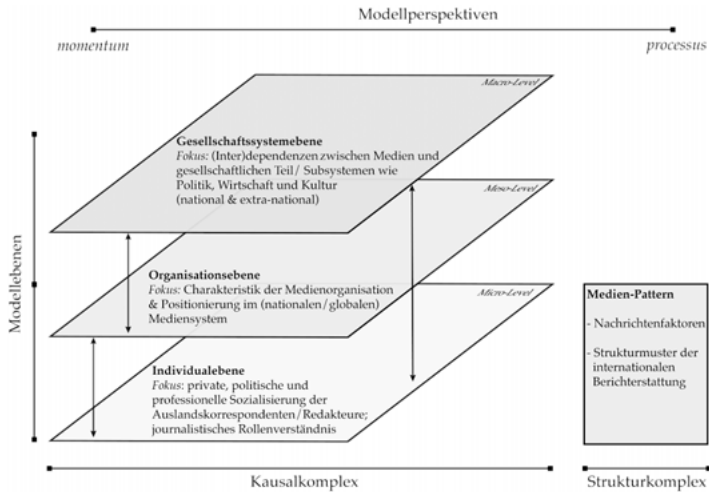 Modellperspektiven
momentum
processus
Macro-Level
Gesellschaftssystemebene
Fokus: (Inter)dependenzen zwischen Medien und
gesellschaftlichen Teil/ Subsystemen wie
Politik, Wirtschaft und Kultur
(national & extra-national)
Meso-Level
Modellebenen
Organisationsebene
Fokus: Charakteristik der Medienorganisation
& Positionierung im (nationalen/globalen)
Mediensystem
Micro-Level
Individualebene
Fokus: private, politische und
professionelle Sozialisierung der
Auslandskorrespondenten/Redakteure;
journalistisches Rollenverständnis
Medien-Pattern
- Nachrichtenfaktoren
- Strukturmuster der
internationalen
Berichterstattung
Kausalkomplex
Strukturkomplex